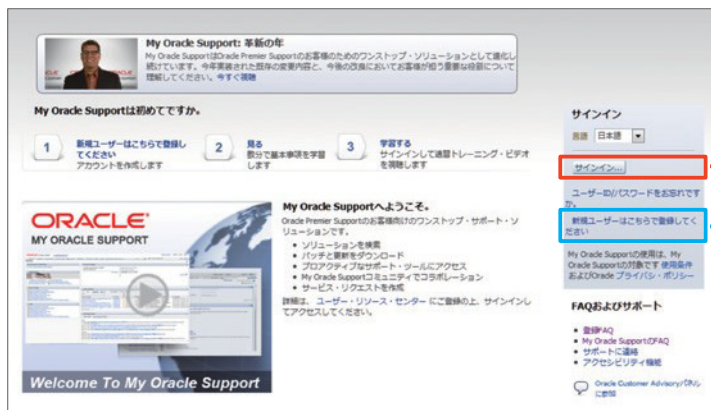 My Oracle Support: 革新の年
My Oracle SupportはOracle Premier Supportのお客様のためのワンストップ・ソリューションとして進化し
続けています。今年実装された既存の変更内容と、今後の改良においてお客様が担う重要な役割について
理解してください。今すぐ視聴
My Oracle Supportは初めてですか。
1
新規ユーザーはこちらで登録し
てください
アカウントを作成します
2
見る
数分で基本事項を学習
します
3
学習する
サインインして速習トレーニング・ビデオ
を視聴します
ORACLE
MY ORACLE SUPPORT
Welcome To My Oracle Support
My Oracle Supportへようこそ。
Oracle Premier Supportのお客様向けのワンストップ・サポート・ソ
リューションです。
• ソリューションを検索
• パッチと更新をダウンロード
• プロアクティブなサポート・ツールにアクセス
• My Oracle Supportコミュニティでコラボレーション
• サービス・リクエストを作成
詳細は、ユーザー・リソース・センター にご登録の上、サインインし
てアクセスしてください。
サインイン
言語 日本語
サインイン...
ユーザーID/パスワードをお忘れです
か。
新規ユーザーはこちらで登録してく
ださい
My Oracle Supportの使用は、My
Oracle Supportの対象です 使用条件
およびOracle プライバシ・ポリシー
FAQおよびサポート
• 登録FAQ
• My Oracle SupportのFAQ
• サポートに連絡
• アクセシビリティ機能
Oracle Customer Advisoryパネル
に参加